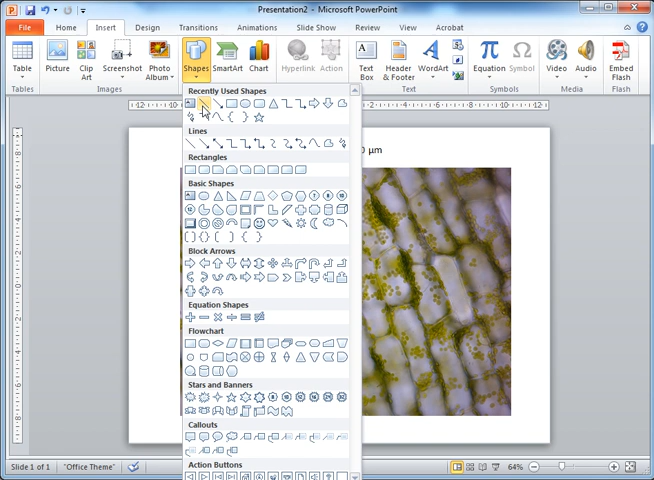 Presentation2 - Microsoft PowerPoint
File Home Insert Design Transitions Animations Slide Show Review View Acrobat
Table Picture Clip Art Screenshot Photo Album Shapes SmartArt Chart Hyperlink Action Text Box Header & Footer WordArt Equation Symbol Video Audio Embed Flash
Tables Images Text Symbols Media Flash
Recently Used Shapes
Lines
µm
Rectangles
Basic Shapes
Block Arrows
Equation Shapes
Flowchart
Stars and Banners
Callouts
Action Buttons
Slide 1 of 1 "Office Theme" 64%